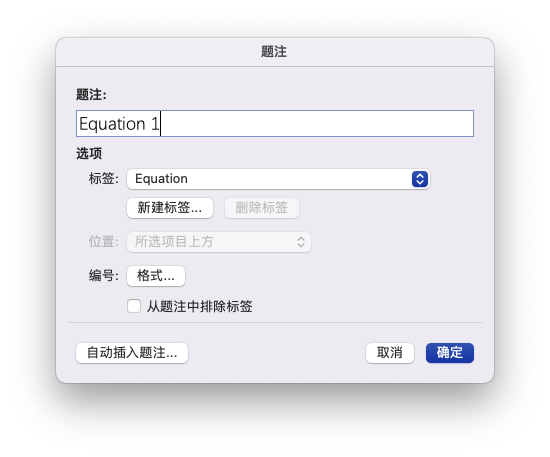 题注
题注:
Equation 1
选项
标签: Equation
新建标签... 删除标签
位置: 所选项目上方
编号: 格式...
从题注中排除标签
自动插入题注... 取消 确定